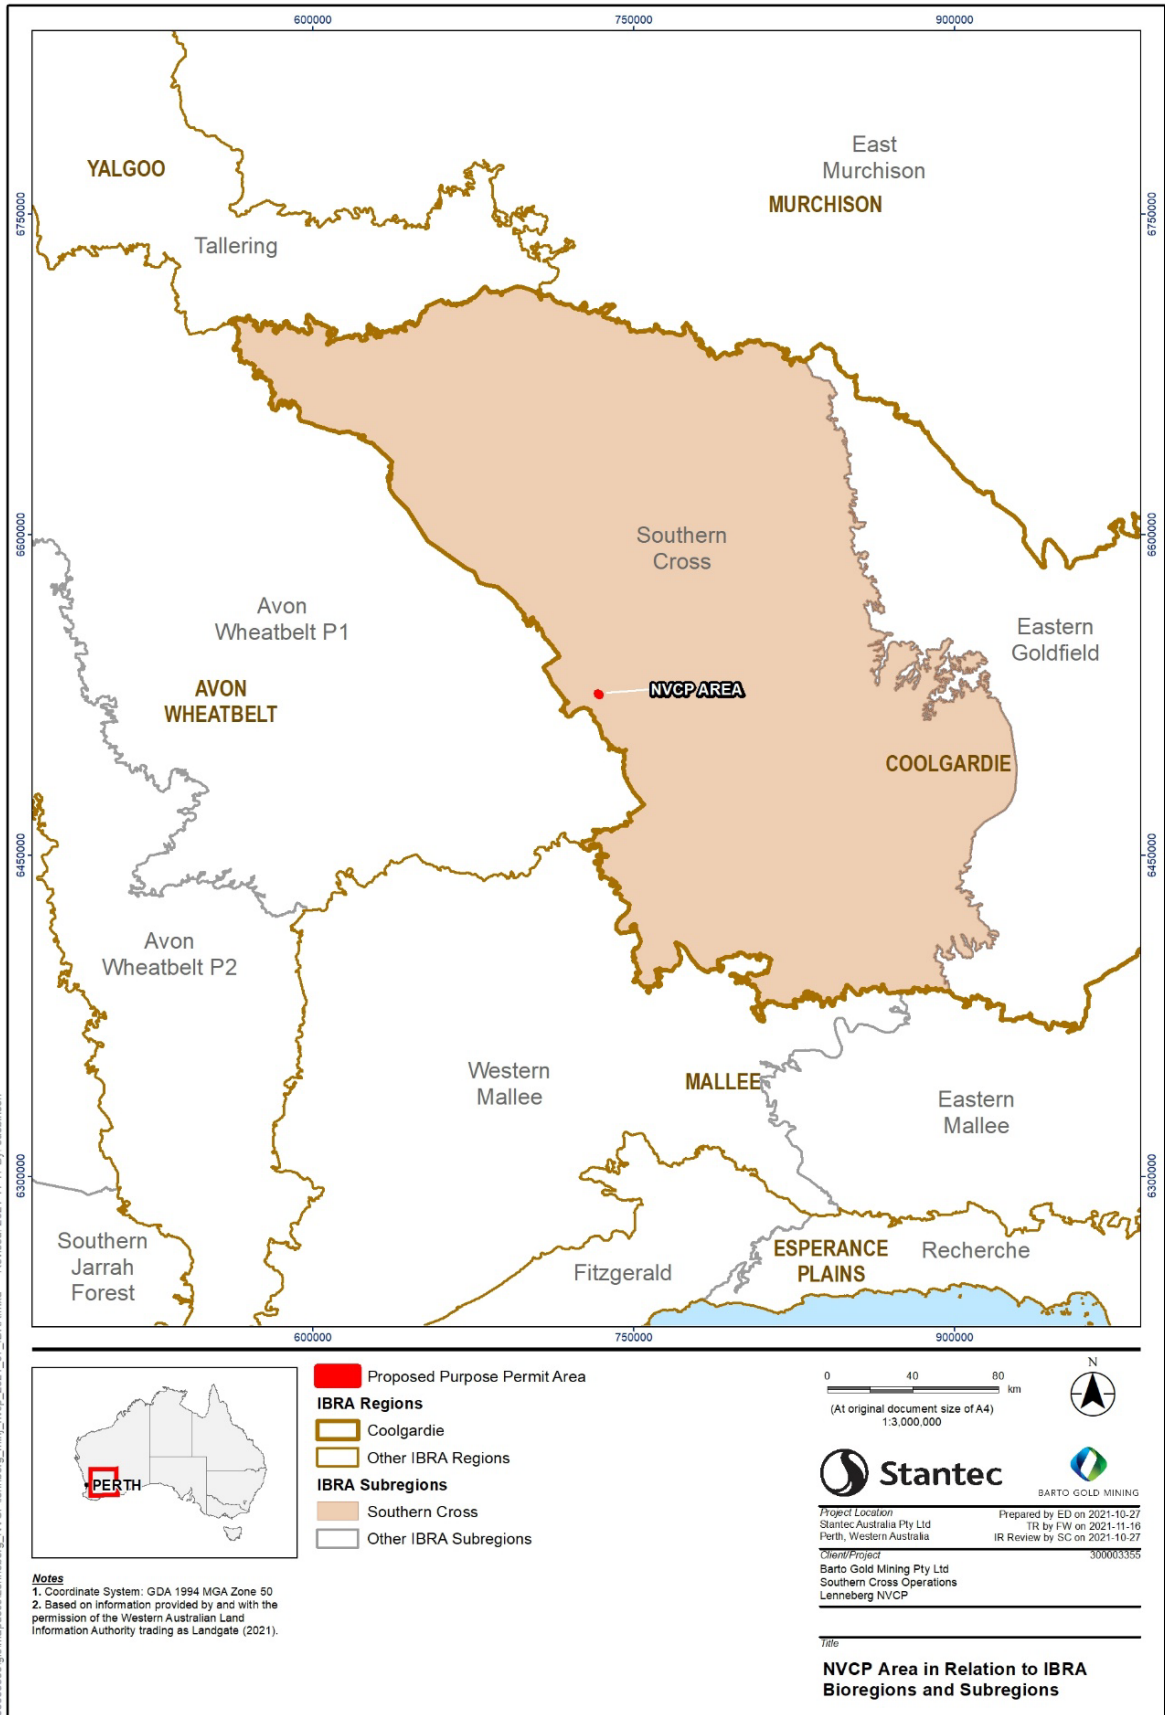 600000
750000
900000
East
Murchison
YALGOO
MURCHISON
6750000
6750000
Tallering
6600000
6600000
Southern
Cross
Avon
Wheatbelt P1
Eastern
Goldfield
AVON
WHEATBELT
NVCP AREA
COOLGARDIE
6450000
6450000
Avon
Wheatbelt P2
Western
Mallee
MALLEE
Eastern
Mallee
6300000
6300000
Southern
Jarrah
Forest
Fitzgerald
ESPERANCE
PLAINS
Recherche
600000
750000
900000
PERTH
Proposed Purpose Permit Area
IBRA Regions
Coolgardie
Other IBRA Regions
IBRA Subregions
Southern Cross
Other IBRA Subregions
0 40 80
km
(At original document size of A4)
1:3,000,000
N
Stantec
BARTO GOLD MINING
Project Location
Stantec Australia Pty Ltd
Perth, Western Australia
Prepared by ED on 2021-10-27
TR by FW on 2021-11-16
IR Review by SC on 2021-10-27
Client/Project
300003355
Barto Gold Mining Pty Ltd
Southern Cross Operations
Lenneberg NVCP
Title
NVCP Area in Relation to IBRA
Bioregions and Subregions
Notes
1. Coordinate System: GDA 1994 MGA Zone 50
2. Based on information provided by and with the
permission of the Western Australian Land
Information Authority trading as Landgate (2021).